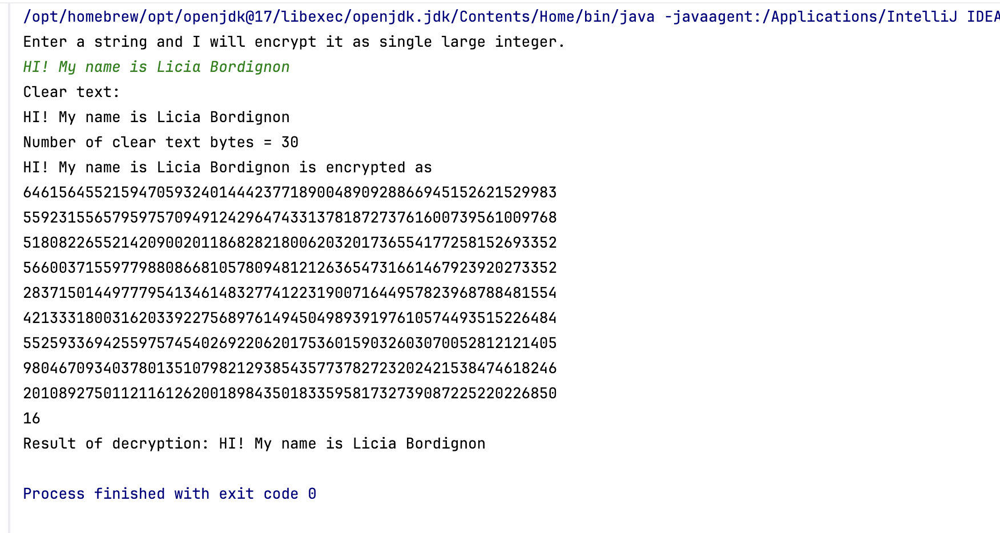 /opt/homebrew/opt/openjdk@17/libexec/openjdk.jdk/Contents/Home/bin/java -javaagent:/Applications/IntelliJ IDEA
Enter a string and I will encrypt it as single large integer.
HI! My name is Licia Bordignon
Clear text:
HI! My name is Licia Bordignon
Number of clear text bytes = 30
HI! My name is Licia Bordignon is encrypted as
646156455215947059324014442377189004890928866945152621529983
559231556579597570949124296474331378187273761600739561009768
518082265521420900201186828218006203201736554177258152693352
566003715597798808668105780948121263654731661467923920273352
283715014497779541346148327741223190071644957823968788481554
421333180031620339227568976149450498939197610574493515226484
552593369425597574540269220620175360159032603070052812121405
980467093403780135107982129385435773782723202421538474618246
201089275011211612620018984350183359581732739087225220226850
16
Result of decryption: HI! My name is Licia Bordignon
Process finished with exit code 0